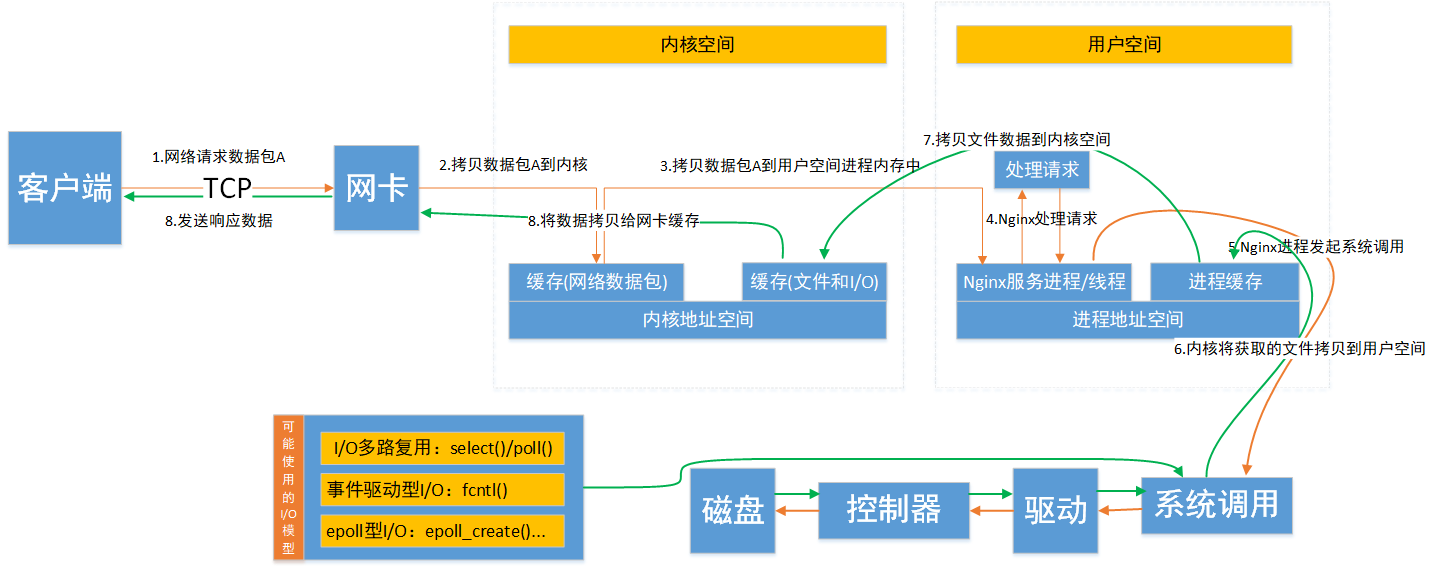 内核空间
用户空间
客户端
1.网络请求数据包A
TCP
8.发送响应数据
网卡
2.拷贝数据包A到内核
3.拷贝数据包A到用户空间进程内存中
7.拷贝文件数据到内核空间
处理请求
4.Nginx处理请求
8.将数据拷贝给网卡缓存
5.Nginx进程发起系统调用
缓存(网络数据包)
缓存(文件和I/O)
内核地址空间
Nginx服务进程/线程
进程缓存
进程地址空间
6.内核将获取的文件拷贝到用户空间
可
能
使
用
的
I/O
模
型
I/O多路复用：select()/poll()
事件驱动型I/O：fcntl()
epoll型I/O：epoll_create()...
磁盘
控制器
驱动
系统调用